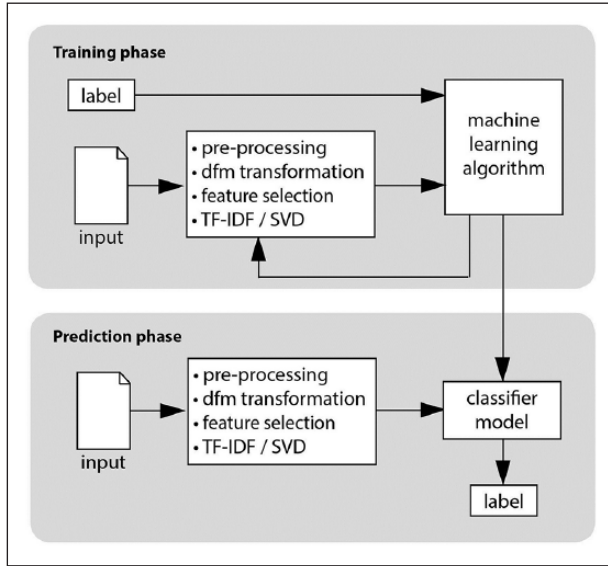 Training phase
label
machine
learning
algorithm
• pre-processing
• dfm transformation
• feature selection
• TF-IDF / SVD
input
Prediction phase
• pre-processing
• dfm transformation
• feature selection
• TF-IDF / SVD
input
classifier
model
label